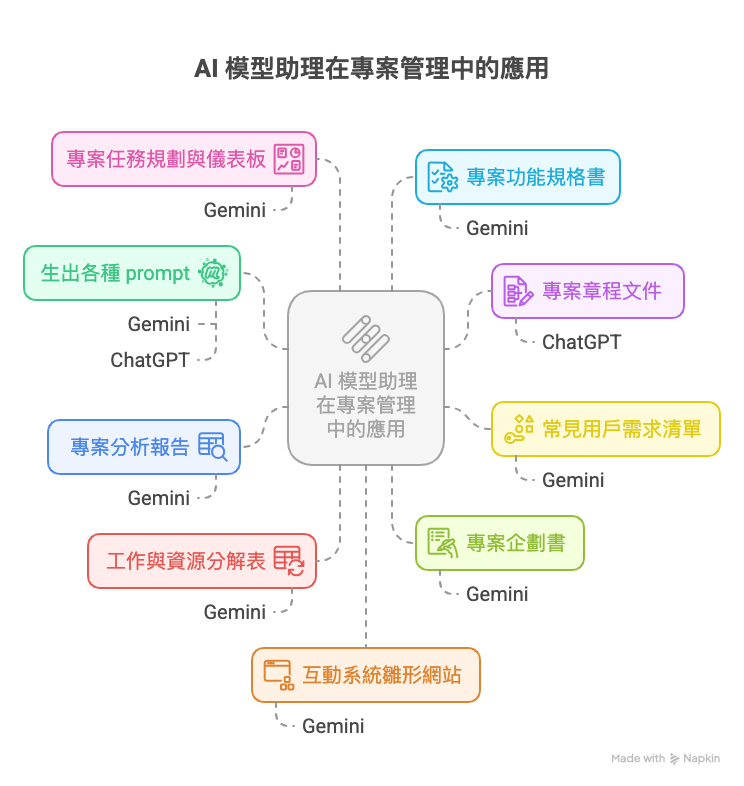 AI 模型助理在專案管理中的應用
專案任務規劃與儀表板
Gemini
專案功能規格書
Gemini
生出各種 prompt
Gemini
ChatGPT
專案章程文件
ChatGPT
AI 模型助理
在專案管理
中的應用
專案分析報告
Gemini
常見用戶需求清單
Gemini
工作與資源分解表
Gemini
專案企劃書
Gemini
互動系統雛形網站
Gemini
Made with Napkin